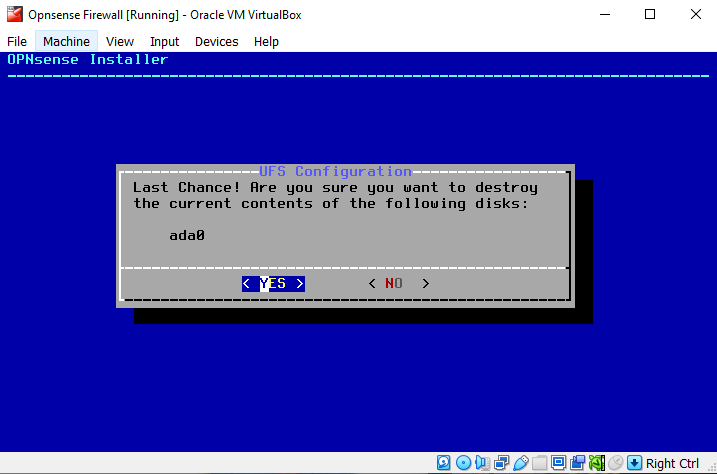 Opnsense Firewall [Running] - Oracle VM VirtualBox
File Machine View Input Devices Help
OPNsense Installer
UFS Configuration
Last Chance! Are you sure you want to destroy
the current contents of the following disks:
ada0
< YES > < NO >
Right Ctrl